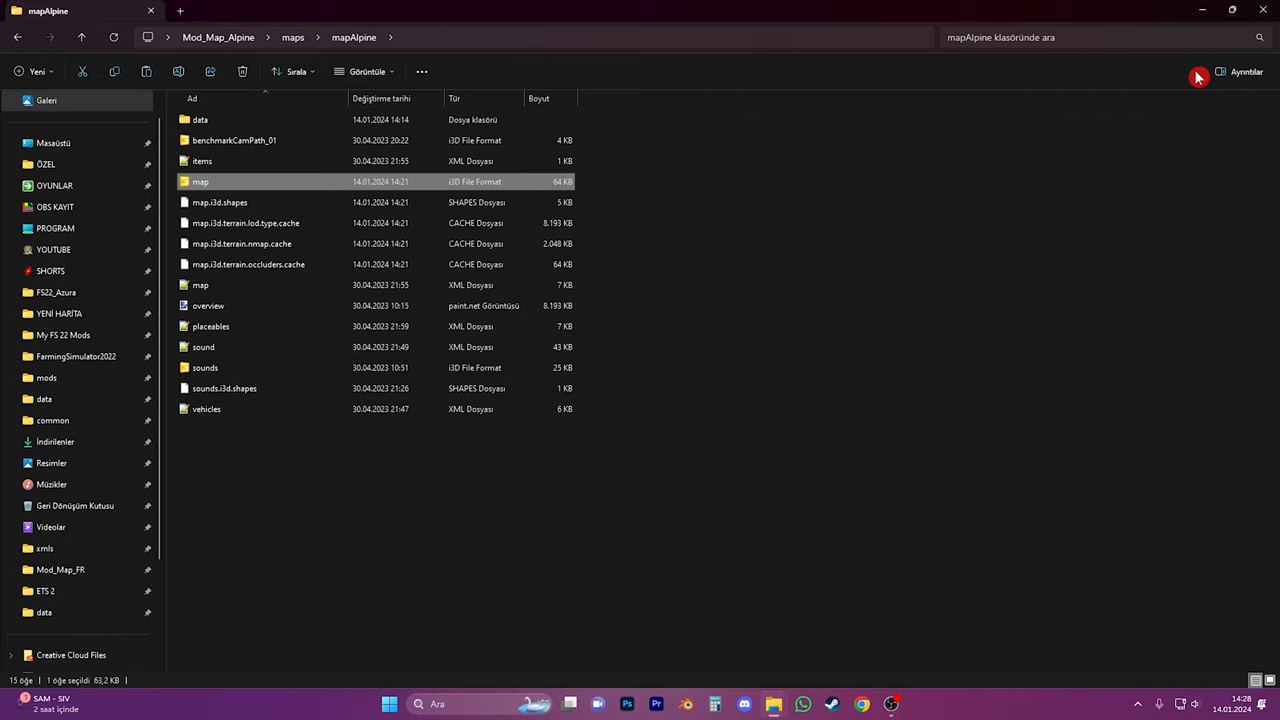 mapAlpine
Mod_Map_Alpine
maps
mapAlpine
mapAlpine klasöründe ara
Yeni
Sırala
Görüntüle
Ayrıntılar
Galeri
Masaüstü
ÖZEL
OYUNLAR
OBS KAYIT
PROGRAM
YOUTUBE
SHORTS
FS22_Azura
YENİ HARİTA
My FS 22 Mods
FarmingSimulator2022
mods
data
common
İndirilenler
Resimler
Müzikler
Geri Dönüşüm Kutusu
Videolar
xmls
Mod_Map_FR
ETS 2
data
Creative Cloud Files
Ad Değiştirme tarihi Tür Boyut
data 14.01.2024 14:14 Dosya klasörü
benchmarkCamPath_01 30.04.2023 20:22 i3D File Format 4 KB
items 30.04.2023 21:55 XML Dosyası 1 KB
map 14.01.2024 14:21 i3D File Format 64 KB
map.i3d.shapes 14.01.2024 14:21 SHAPES Dosyası 5 KB
map.i3d.terrain.lod.type.cache 14.01.2024 14:21 CACHE Dosyası 8.193 KB
map.i3d.terrain.nmap.cache 14.01.2024 14:21 CACHE Dosyası 2.048 KB
map.i3d.terrain.occluders.cache 14.01.2024 14:21 CACHE Dosyası 64 KB
map 30.04.2023 21:55 XML Dosyası 7 KB
overview 30.04.2023 10:15 paint.net Görüntüsü 8.193 KB
placeables 30.04.2023 21:59 XML Dosyası 7 KB
sound 30.04.2023 21:49 XML Dosyası 43 KB
sounds 30.04.2023 10:51 i3D File Format 25 KB
sounds.i3d.shapes 30.04.2023 21:26 SHAPES Dosyası 1 KB
vehicles 30.04.2023 21:47 XML Dosyası 6 KB
15 öğe 1 öğe seçildi 63,2 KB
1
SAM - SIV
2 saat içinde
Ara
Ps
Pr
14:28
14.01.2024